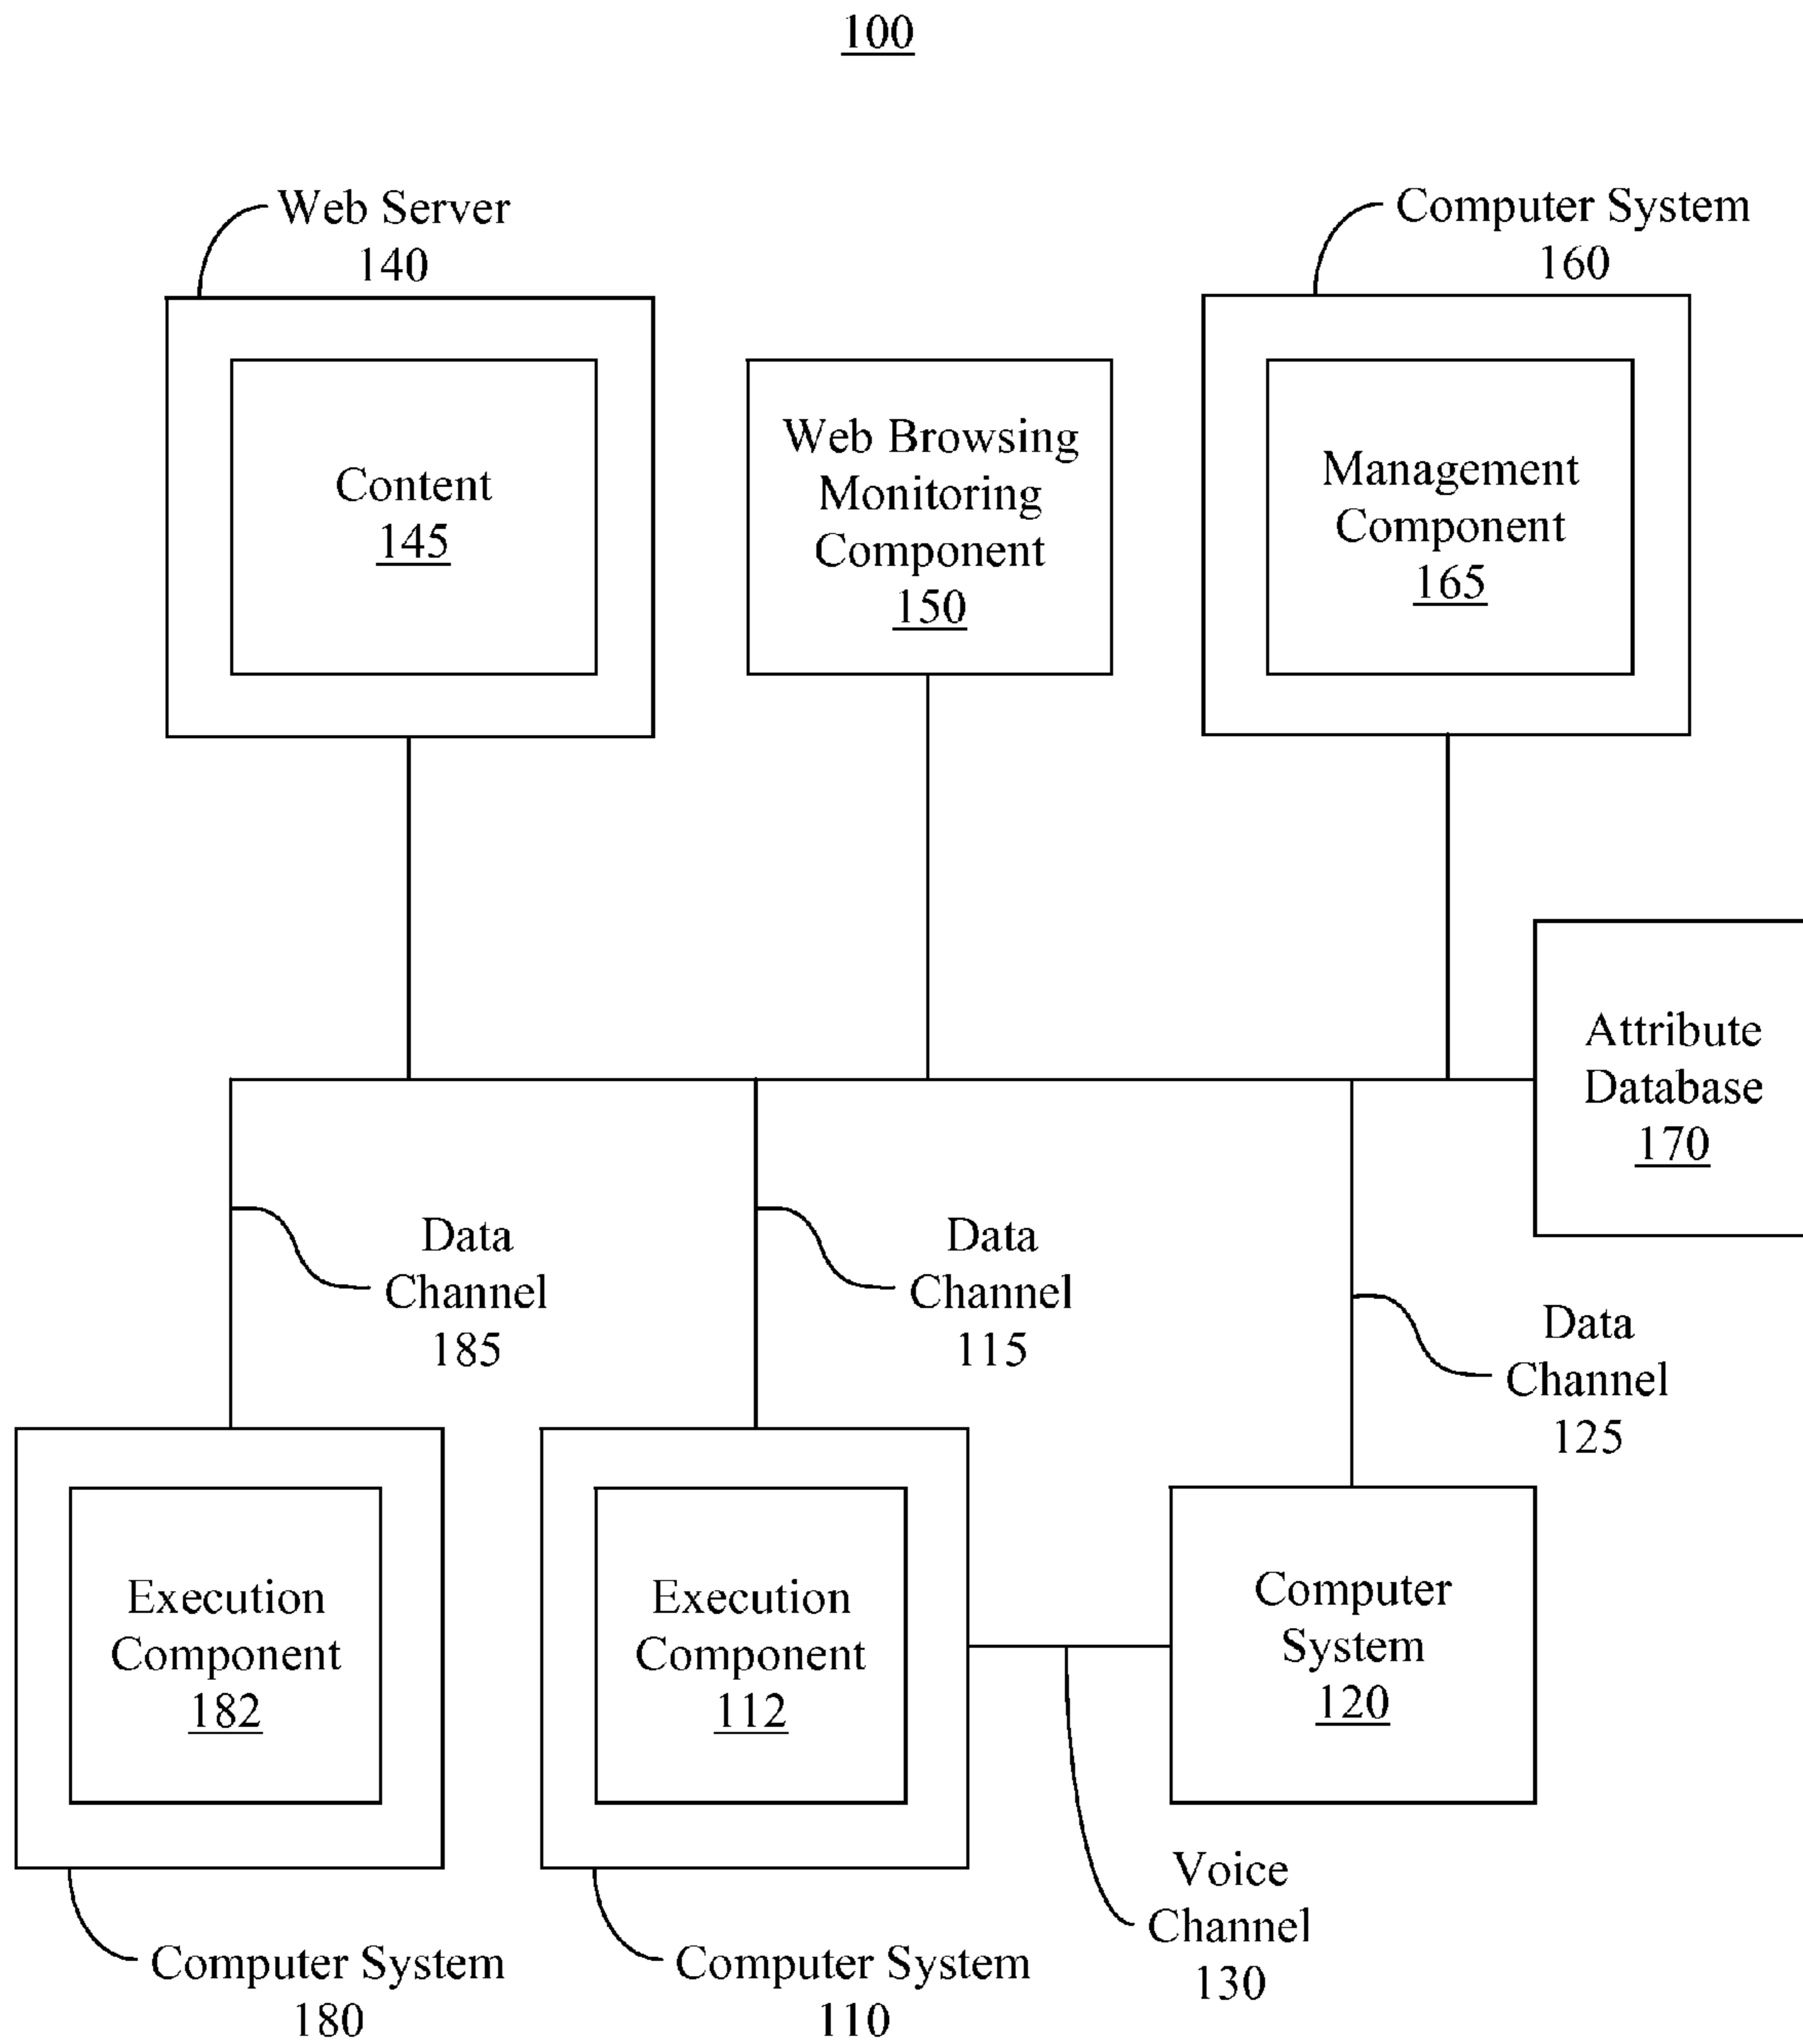 100
Web Server
140
Computer System
160
Content
145
Web Browsing
Monitoring
Component
150
Management
Component
165
Attribute
Database
170
Data
Channel
185
Data
Channel
115
Data
Channel
125
Execution
Component
182
Execution
Component
112
Computer
System
120
Voice
Channel
130
Computer System
180
Computer System
110